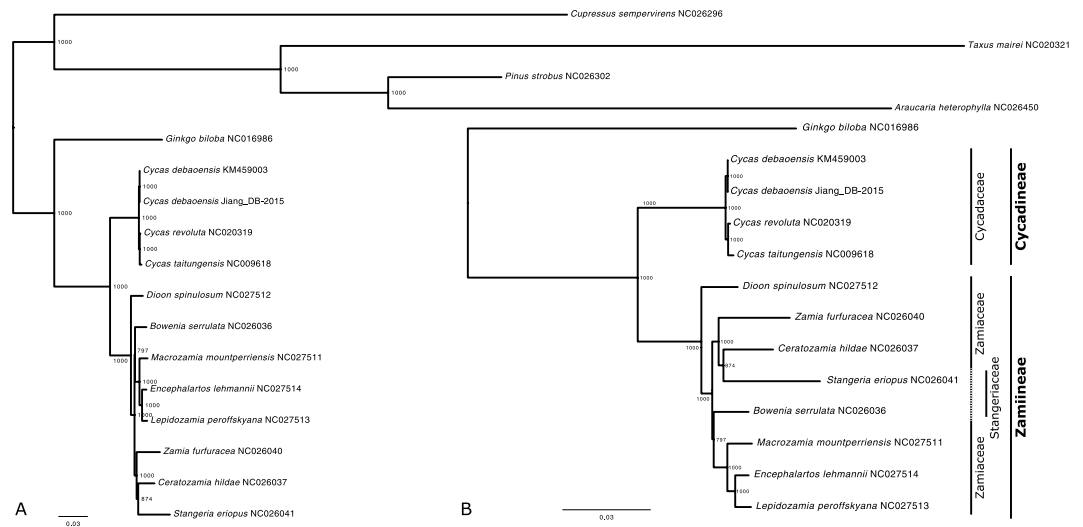 Cupressus sempervirens NC026296
1000
Taxus mairei NC020321
1000
Pinus strobus NC026302
1000
Araucaria heterophylla NC026450
Ginkgo biloba NC016986
1000
Cycas debaoensis KM459003
1000
Cycas debaoensis Jiang_DB-2015
1000
Cycas revoluta NC020319
1000
Cycas taitungensis NC009618
1000
Dioon spinulosum NC027512
Bowenia serrulata NC026036
797
1000
Macrozamia mountperriensis NC027511
1000
Encephalartos lehmannii NC027514
1000
1000
Lepidozamia peroffskyana NC027513
Zamia furfuracea NC026040
1000
Ceratozamia hildae NC026037
874
Stangeria eriopus NC026041
A
0.03
Ginkgo biloba NC016986
Cycas debaoensis KM459003
1000
Cycas debaoensis Jiang_DB-2015
1000
1000
Cycas revoluta NC020319
1000
Cycas taitungensis NC009618
1000
Dioon spinulosum NC027512
Zamia furfuracea NC026040
1000
1000
Ceratozamia hildae NC026037
874
Stangeria eriopus NC026041
1000
Bowenia serrulata NC026036
797
Macrozamia mountperriensis NC027511
1000
Encephalartos lehmannii NC027514
1000
Lepidozamia peroffskyana NC027513
B
0.03
Cycadaceae
Cycadineae
Zamiaceae
Stangeriaceae
Zamiaceae
Zamiineae